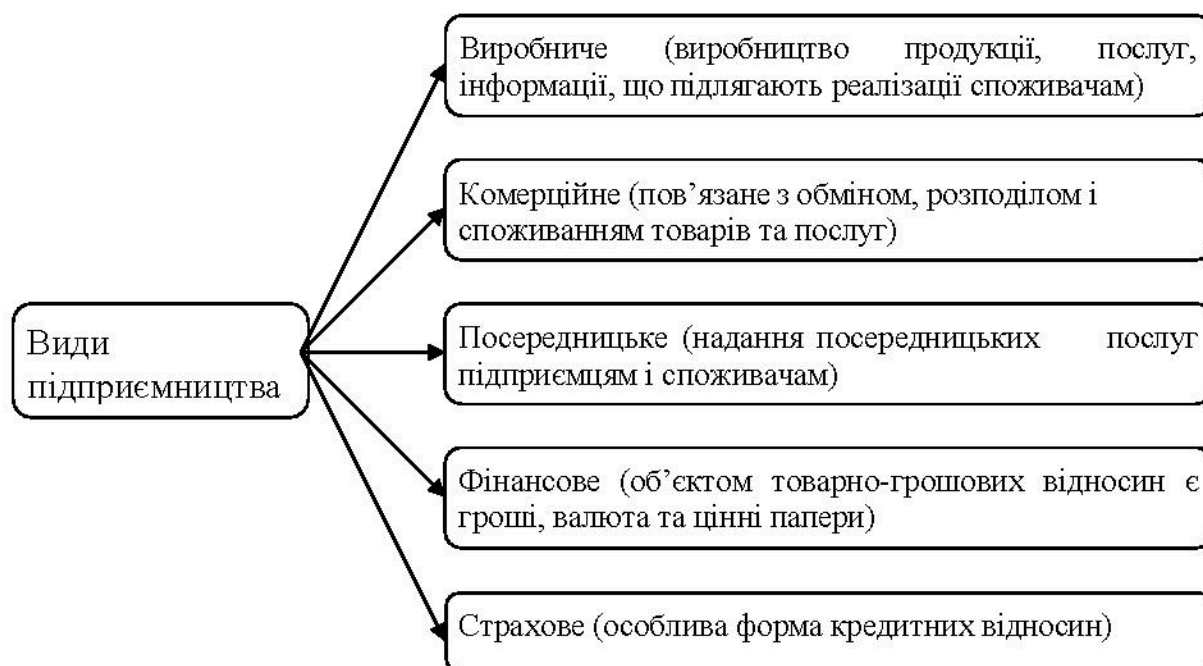 Виробниче (виробництво продукції, послуг,
інформації, що підлягають реалізації споживачам)
Комерційне (пов’язане з обміном, розподілом і
споживанням товарів та послуг)
Види
підприємництва
Посередницьке (надання посередницьких послуг
підприємцям і споживачам)
Фінансове (об’єктом товарно-грошових відносин є
гроші, валюта та цінні папери)
Страхове (особлива форма кредитних відносин)